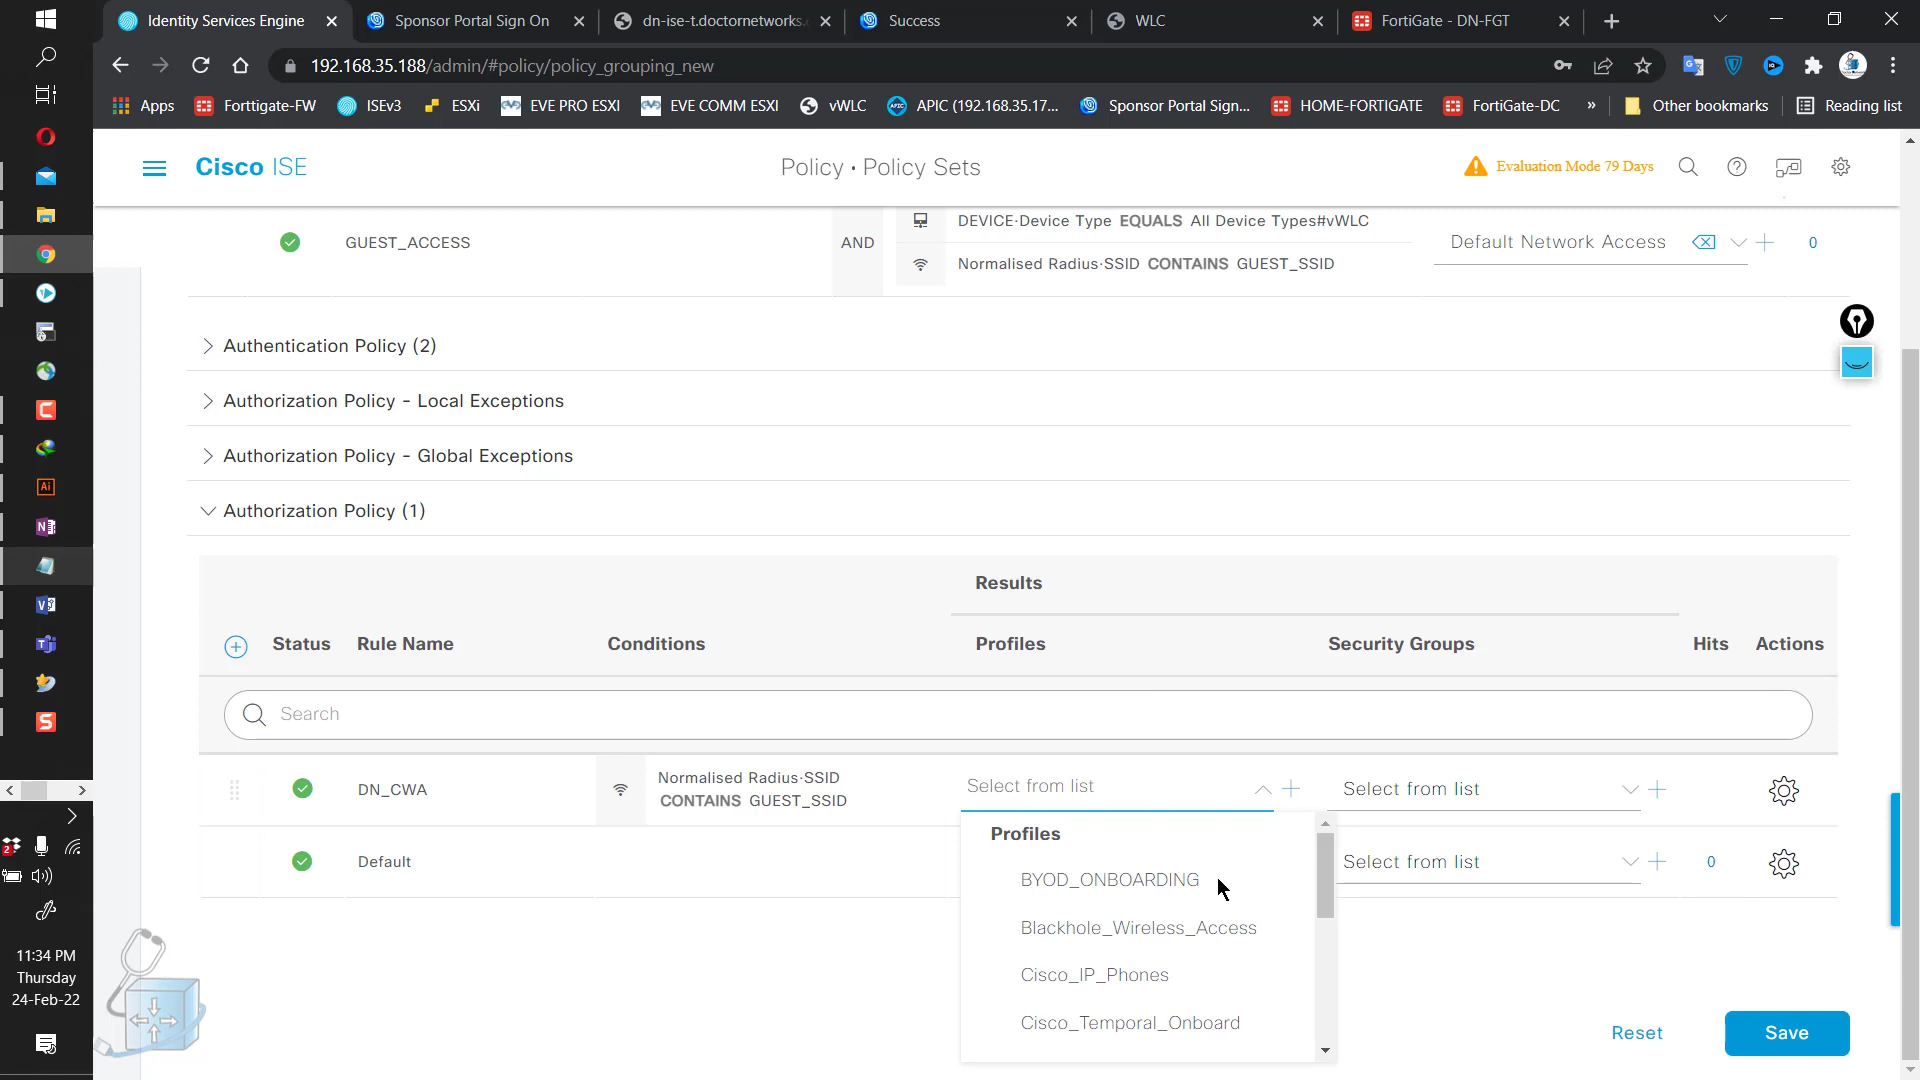 Identity Services Engine
Sponsor Portal Sign On
dn-ise-t.doctornetworks.
Success
WLC
FortiGate - DN-FGT
192.168.35.188/admin/#policy/policy_grouping_new
Apps
Forttigate-FW
ISEv3
ESXi
EVE PRO ESXI
EVE COMM ESXI
vWLC
APIC (192.168.35.17...
Sponsor Portal Sign...
HOME-FORTIGATE
FortiGate-DC
»
Other bookmarks
Reading list
Cisco ISE
Policy · Policy Sets
Evaluation Mode 79 Days
GUEST_ACCESS
AND
DEVICE·Device Type EQUALS All Device Types#vWLC
Normalised Radius·SSID CONTAINS GUEST_SSID
Default Network Access
0
Authentication Policy (2)
Authorization Policy - Local Exceptions
Authorization Policy - Global Exceptions
Authorization Policy (1)
Results
Status
Rule Name
Conditions
Profiles
Security Groups
Hits
Actions
Search
DN_CWA
Normalised Radius·SSID
CONTAINS GUEST_SSID
Select from list
Select from list
Default
Select from list
0
Profiles
BYOD_ONBOARDING
Blackhole_Wireless_Access
Cisco_IP_Phones
Cisco_Temporal_Onboard
Reset
Save
11:34 PM
Thursday
24-Feb-22